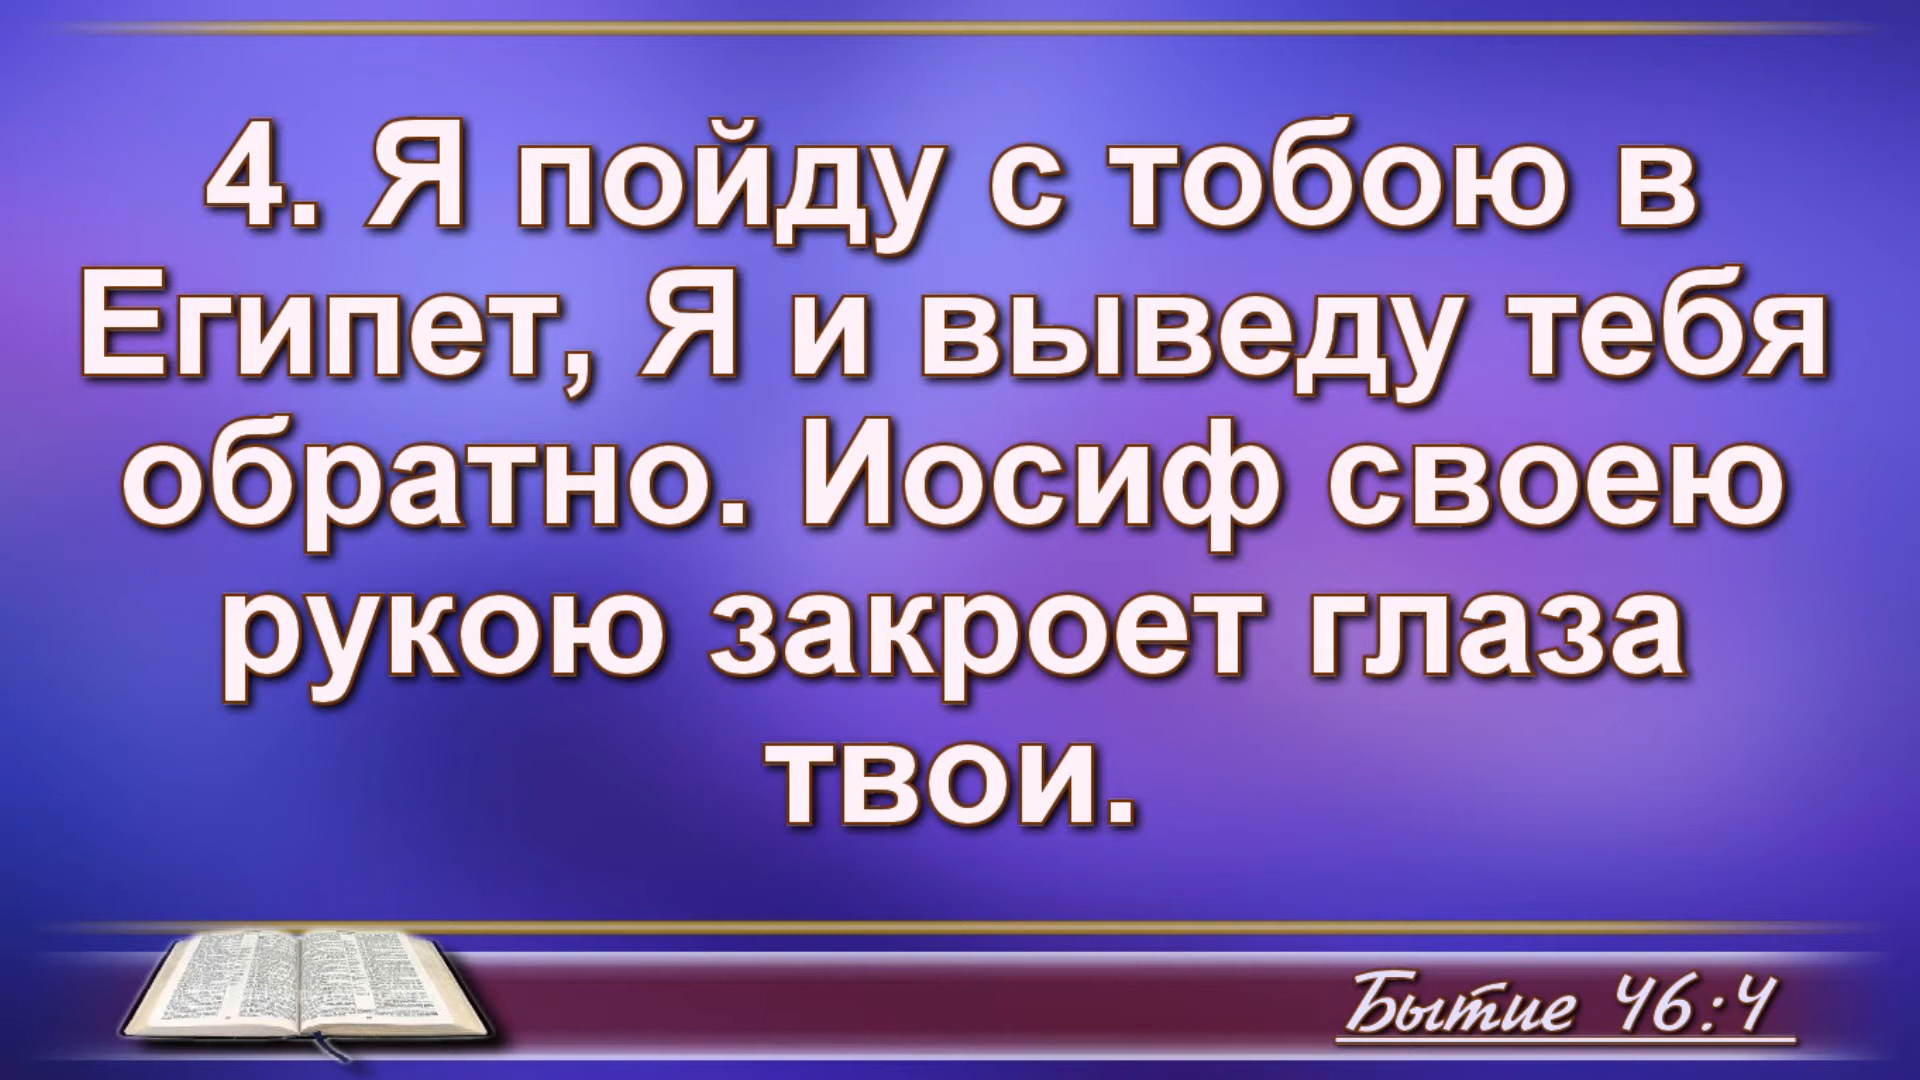 4. Я пойду с тобою в
Египет, Я и выведу тебя
обратно. Иосиф своею
рукою закроет глаза
твои.
Бытие 46:4